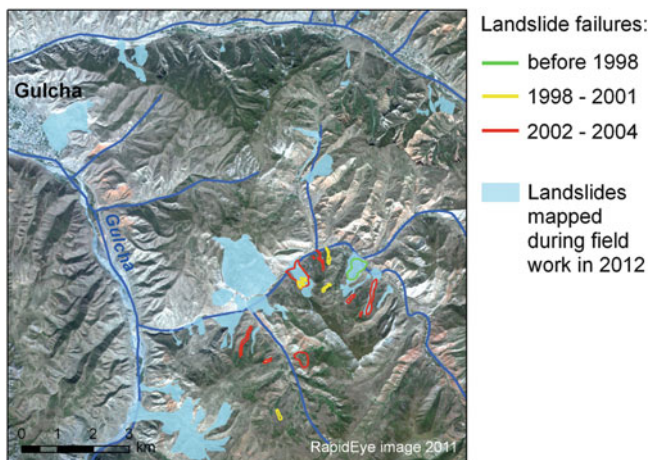 Gulcha
Gulcha
0 1 2 3
km
RapidEye image 2011
Landslide failures:
before 1998
1998 - 2001
2002 - 2004
Landslides
mapped
during field
work in 2012